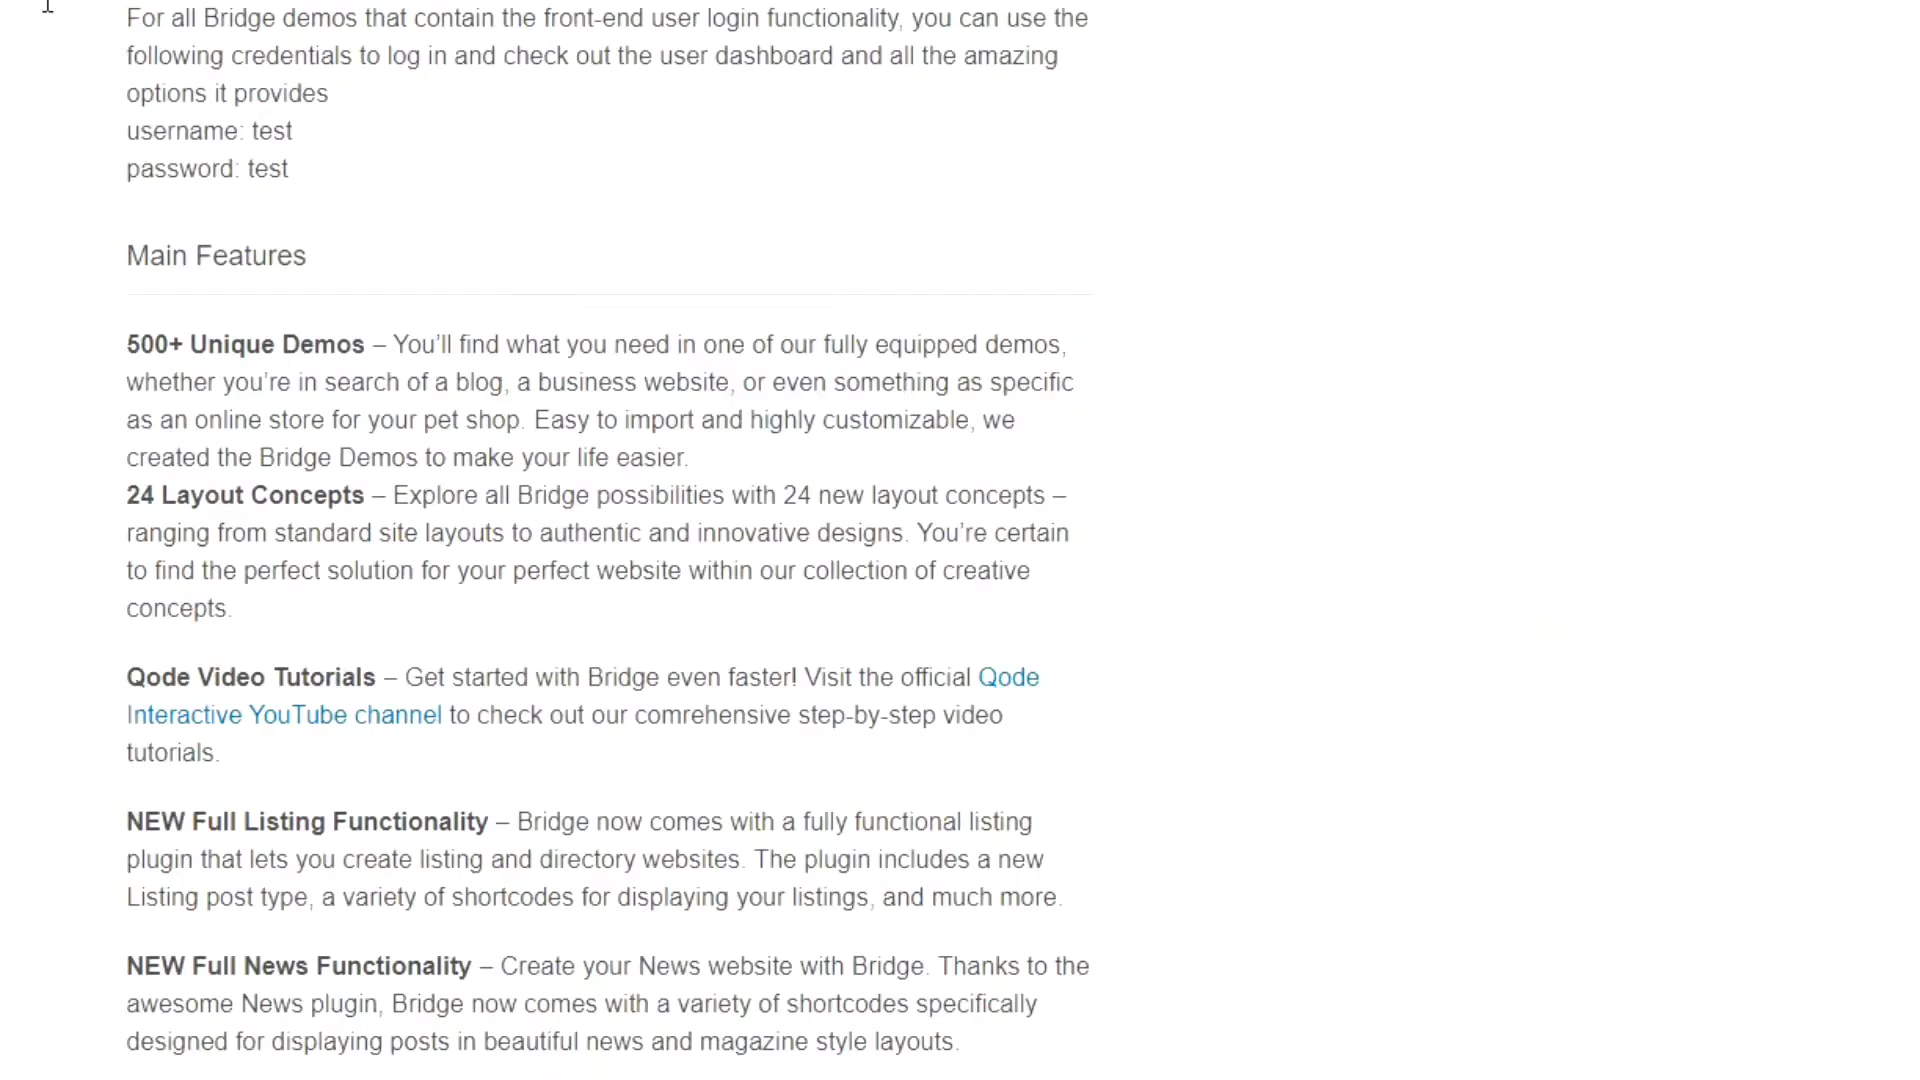 For all Bridge demos that contain the front-end user login functionality, you can use the
following credentials to log in and check out the user dashboard and all the amazing
options it provides
username: test
password: test
Main Features
500+ Unique Demos – You’ll find what you need in one of our fully equipped demos,
whether you’re in search of a blog, a business website, or even something as specific
as an online store for your pet shop. Easy to import and highly customizable, we
created the Bridge Demos to make your life easier.
24 Layout Concepts – Explore all Bridge possibilities with 24 new layout concepts –
ranging from standard site layouts to authentic and innovative designs. You’re certain
to find the perfect solution for your perfect website within our collection of creative
concepts.
Qode Video Tutorials – Get started with Bridge even faster! Visit the official Qode
Interactive YouTube channel to check out our comrehensive step-by-step video
tutorials.
NEW Full Listing Functionality – Bridge now comes with a fully functional listing
plugin that lets you create listing and directory websites. The plugin includes a new
Listing post type, a variety of shortcodes for displaying your listings, and much more.
NEW Full News Functionality – Create your News website with Bridge. Thanks to the
awesome News plugin, Bridge now comes with a variety of shortcodes specifically
designed for displaying posts in beautiful news and magazine style layouts.